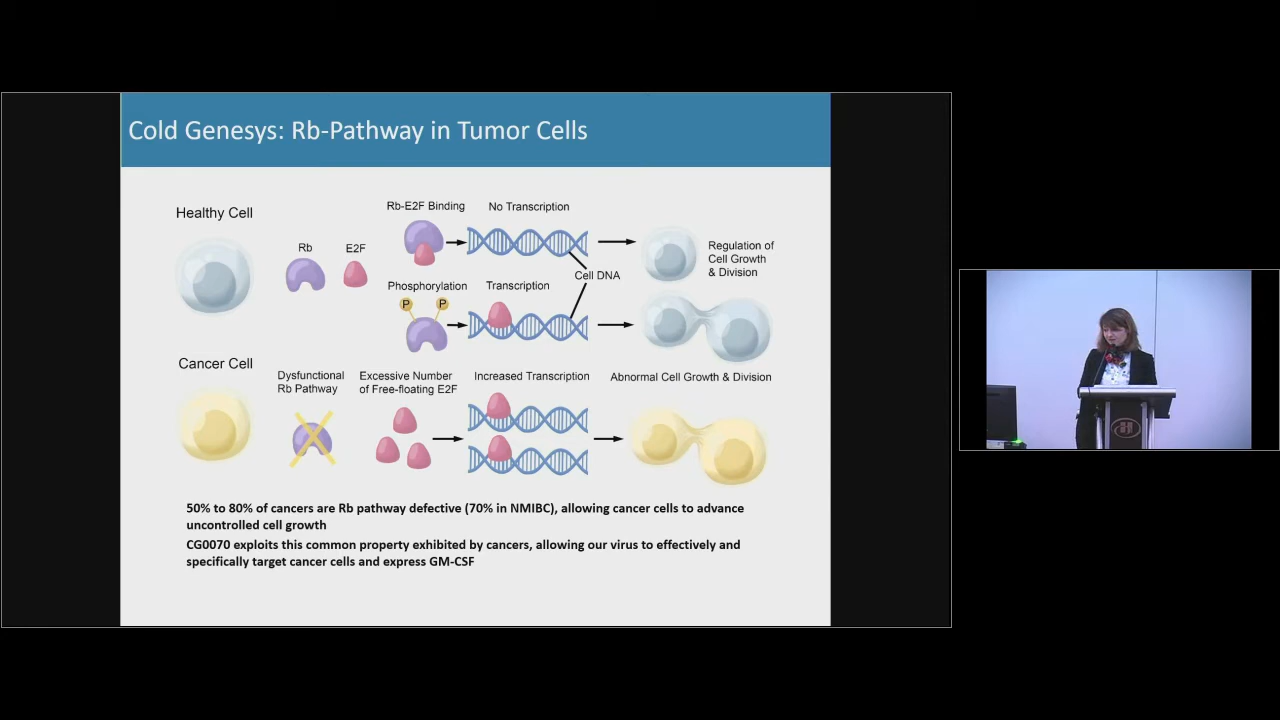 Cold Genesys: Rb-Pathway in Tumor Cells
Healthy Cell
Rb
E2F
Rb-E2F Binding
No Transcription
Regulation of
Cell Growth
& Division
Cell DNA
Phosphorylation
Transcription
P
P
Cancer Cell
Dysfunctional
Rb Pathway
Excessive Number
of Free-floating E2F
Increased Transcription
Abnormal Cell Growth & Division
50% to 80% of cancers are Rb pathway defective (70% in NMIBC), allowing cancer cells to advance
uncontrolled cell growth
CG0070 exploits this common property exhibited by cancers, allowing our virus to effectively and
specifically target cancer cells and express GM-CSF
H